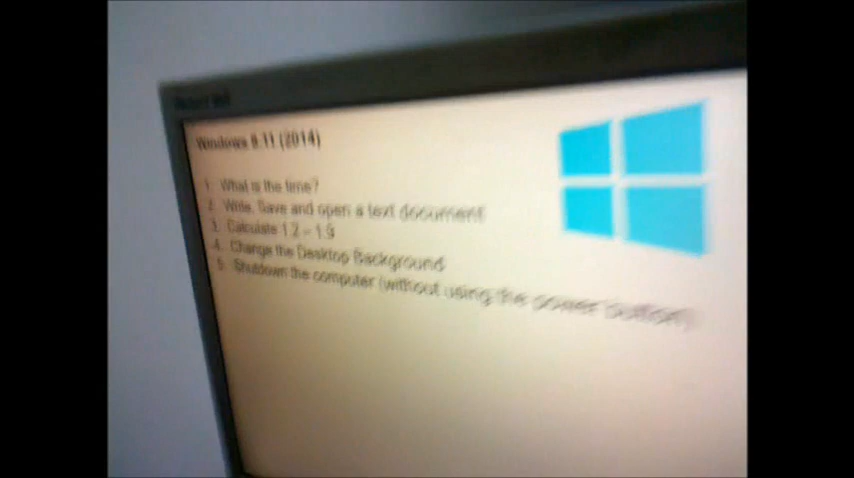 Windows 8.11 (2014)
1. What is the time?
2. Write, Save and open a text document
3. Calculate 1.2 - 1.9
4. Change the Desktop Background
5. Shutdown the computer (without using the power button)